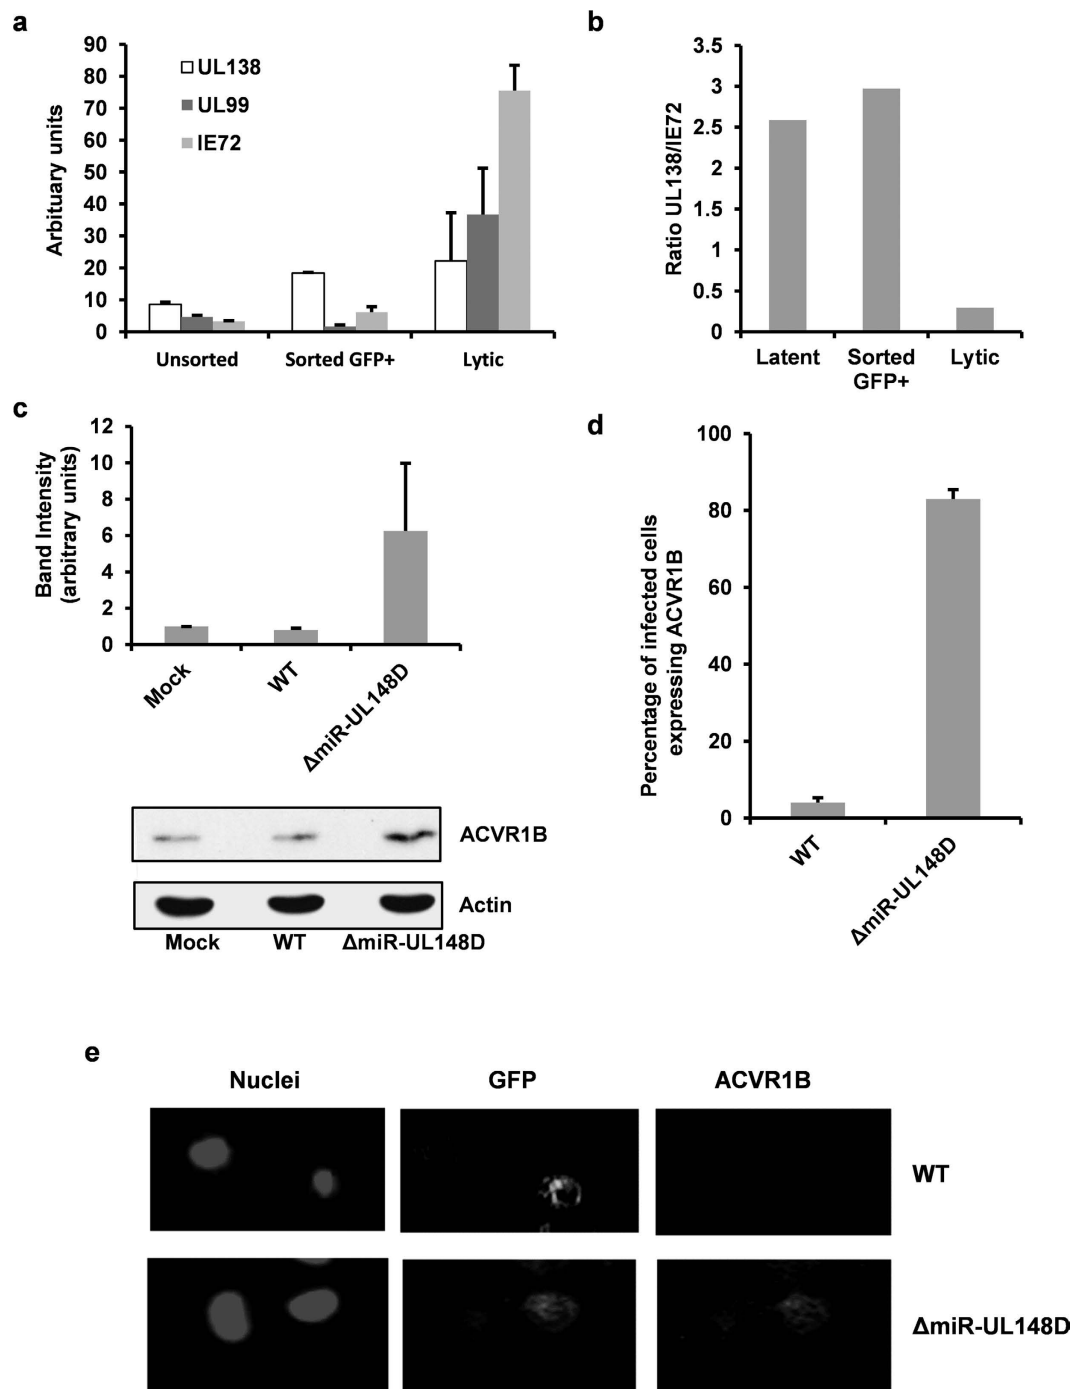 a
Arbituary units
90
80
70
60
50
40
30
20
10
0
UL138
UL99
IE72
Unsorted
Sorted GFP+
Lytic
b
Ratio UL138/IE72
3.5
3
2.5
2
1.5
1
0.5
0
Latent
Sorted
GFP+
Lytic
c
Band Intensity
(arbitrary units)
12
10
8
6
4
2
0
Mock
WT
ΔmiR-UL148D
ACVR1B
Actin
Mock
WT
ΔmiR-UL148D
d
Percentage of infected cells
expressing ACVR1B
100
80
60
40
20
0
WT
ΔmiR-UL148D
e
Nuclei
GFP
ACVR1B
WT
ΔmiR-UL148D